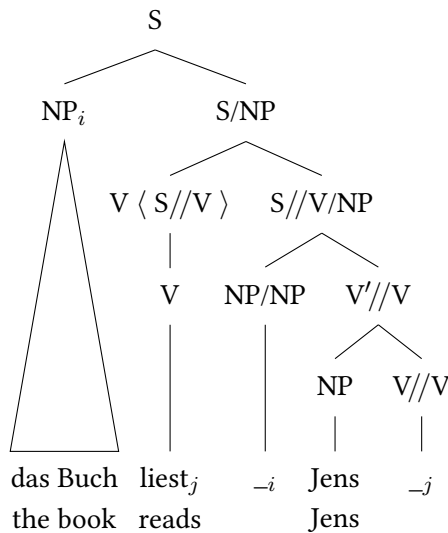 S
NP_i S/NP
V ⟨ S//V ⟩ S//V/NP
V NP/NP V′//V
NP V//V
das Buch liest_j _i Jens _j
the book reads Jens